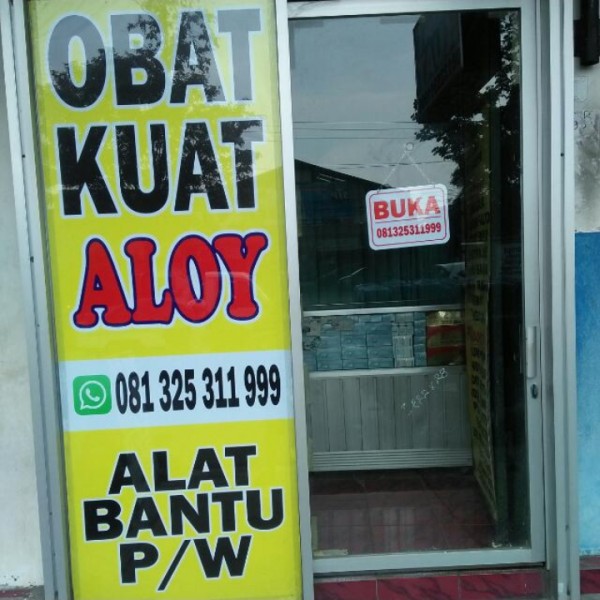 OBAT
KUAT
ALOY
081 325 311 999
ALAT
BANTU
P/W
BUKA
081325311999